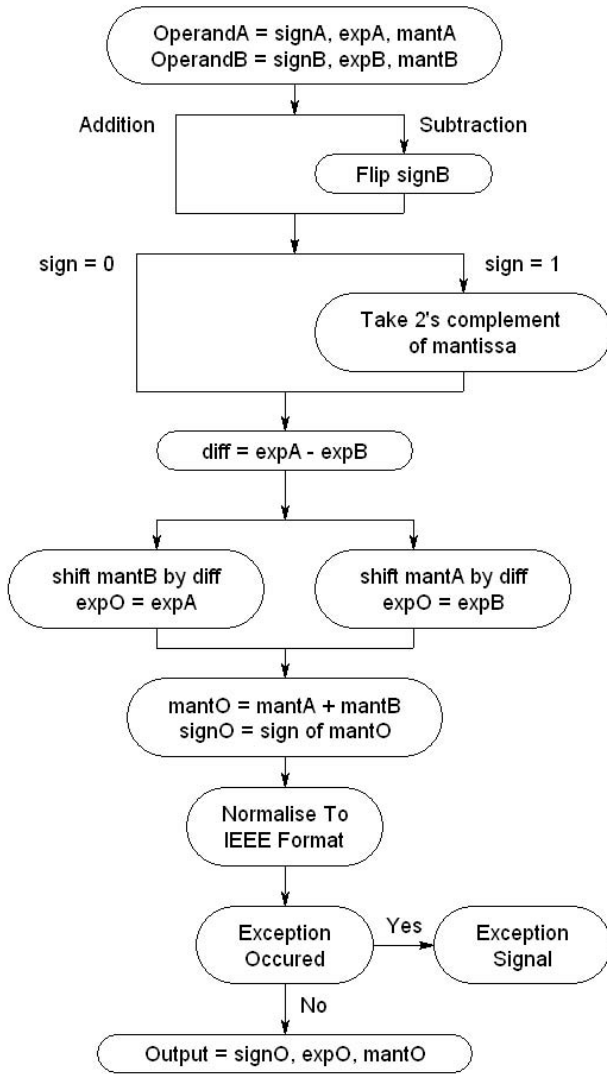 OperandA = signA, expA, mantA
OperandB = signB, expB, mantB
Addition
Subtraction
Flip signB
sign = 0
sign = 1
Take 2's complement
of mantissa
diff = expA - expB
shift mantB by diff
expO = expA
shift mantA by diff
expO = expB
mantO = mantA + mantB
signO = sign of mantO
Normalise To
IEEE Format
Exception
Occured
Yes
Exception
Signal
No
Output = signO, expO, mantO